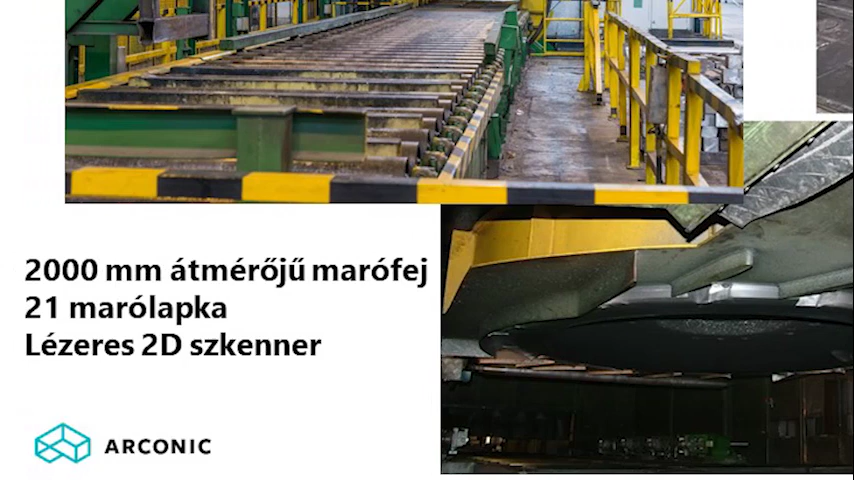 2000 mm átmérőjű marófej
21 marólapka
Lézeres 2D szkenner
ARCONIC